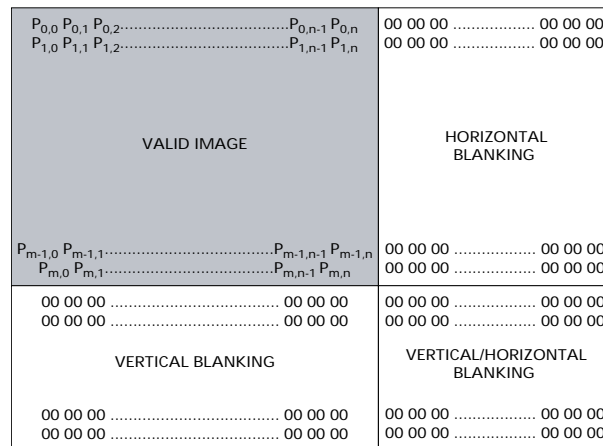 P0,0 P0,1 P0,2.....................................P0,n-1 P0,n
P1,0 P1,1 P1,2.....................................P1,n-1 P1,n
VALID IMAGE
Pm-1,0 Pm-1,1.....................................Pm-1,n-1 Pm-1,n
Pm,0 Pm,1.....................................Pm,n-1 Pm,n
00 00 00 ................. 00 00 00
00 00 00 ................. 00 00 00
HORIZONTAL
BLANKING
00 00 00 ................. 00 00 00
00 00 00 ................. 00 00 00
00 00 00 ..................................... 00 00 00
00 00 00 ..................................... 00 00 00
VERTICAL BLANKING
00 00 00 ..................................... 00 00 00
00 00 00 ..................................... 00 00 00
00 00 00 ................. 00 00 00
00 00 00 ................. 00 00 00
VERTICAL/HORIZONTAL
BLANKING
00 00 00 ................. 00 00 00
00 00 00 ................. 00 00 00